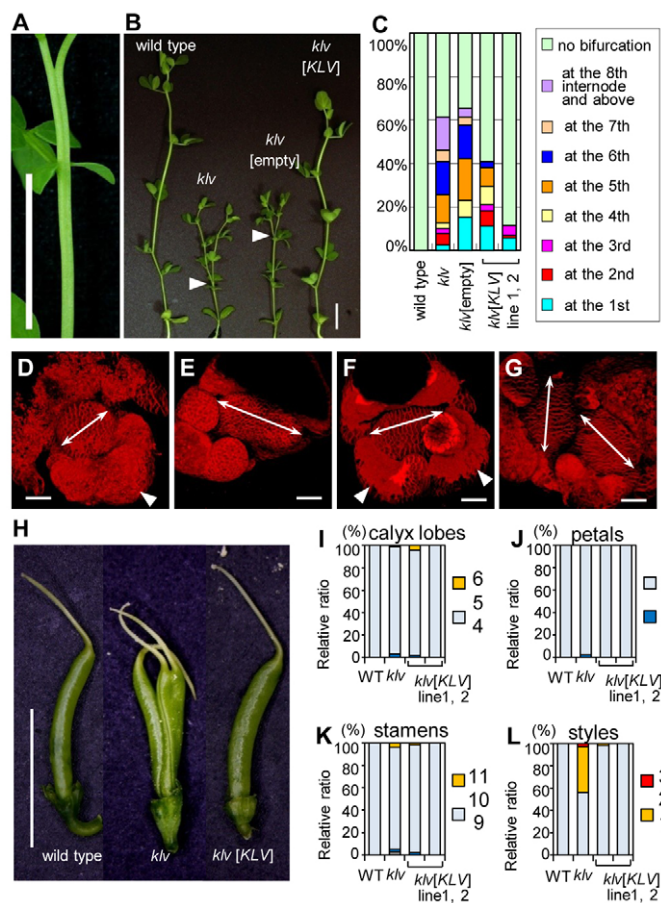 A
B
wild type
klv
[KLV]
klv
klv
[empty]
C
100%
80%
60%
40%
20%
0%
wild type
klv
klv[empty]
klv[KLV]
line 1, 2
no bifurcation
at the 8th
internode
and above
at the 7th
at the 6th
at the 5th
at the 4th
at the 3rd
at the 2nd
at the 1st
D
E
F
G
H
wild type
klv
klv [KLV]
I
(%) calyx lobes
Relative ratio
100
80
60
40
20
0
6
5
4
WT klv
klv[KLV]
line1, 2
J
(%) petals
Relative ratio
100
80
60
40
20
0
WT klv
klv[KLV]
line1, 2
K
(%) stamens
Relative ratio
100
80
60
40
20
0
11
10
9
WT klv
klv[KLV]
line1, 2
L
(%) styles
Relative ratio
100
80
60
40
20
0
WT klv
klv[KLV]
line1, 2